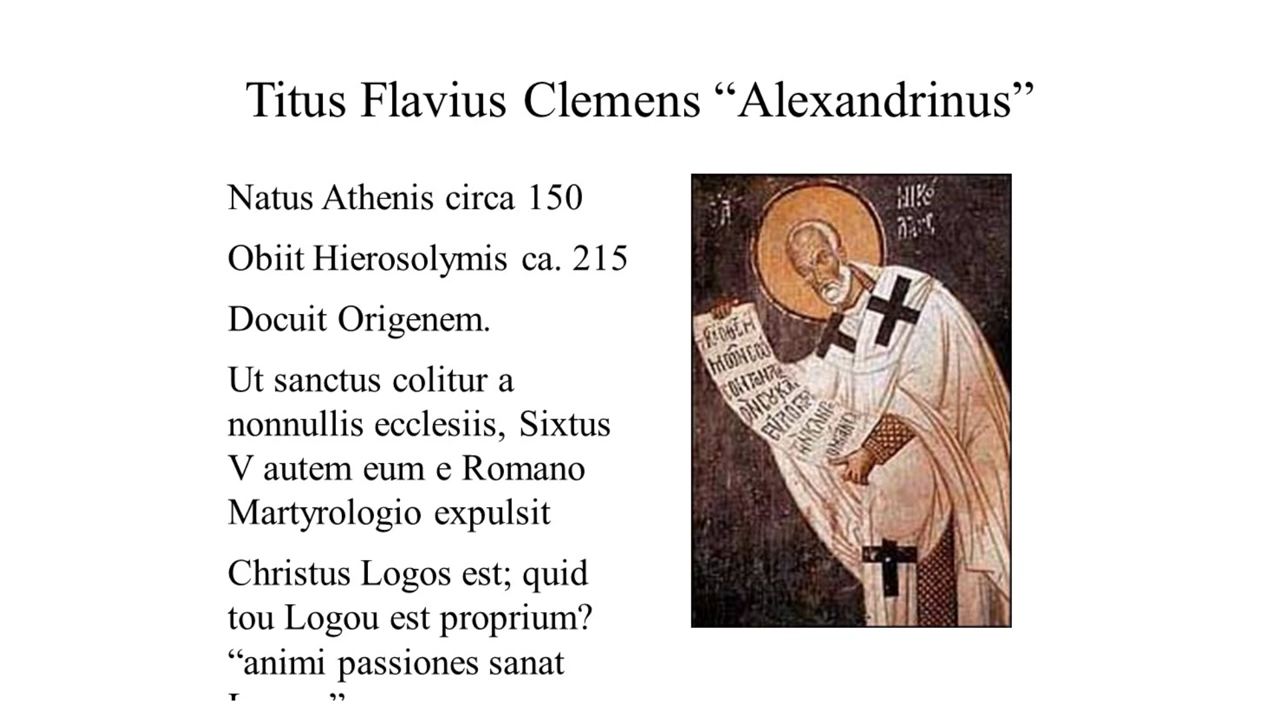 Titus Flavius Clemens “Alexandrinus”
Natus Athenis circa 150
Obiit Hierosolymis ca. 215
Docuit Origenem.
Ut sanctus colitur a
nonnullis ecclesiis, Sixtus
V autem eum e Romano
Martyrologio expulsit
Christus Logos est; quid
tou Logou est proprium?
“animi passiones sanat